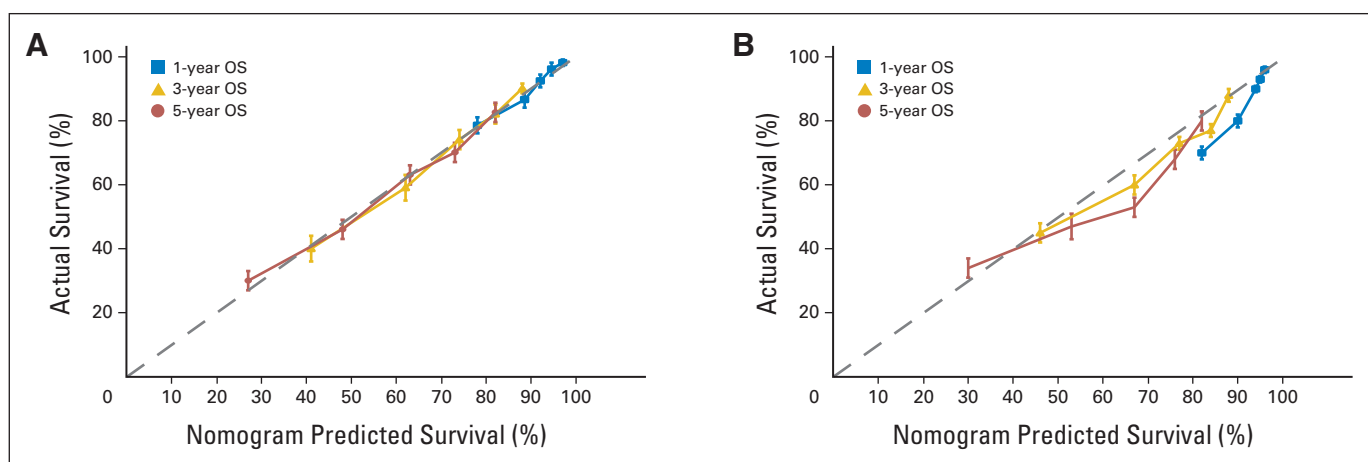 A
1-year OS
3-year OS
5-year OS
Actual Survival (%)
100
80
60
40
20
0 10 20 30 40 50 60 70 80 90 100
Nomogram Predicted Survival (%)
B
1-year OS
3-year OS
5-year OS
Actual Survival (%)
100
80
60
40
20
0 10 20 30 40 50 60 70 80 90 100
Nomogram Predicted Survival (%)